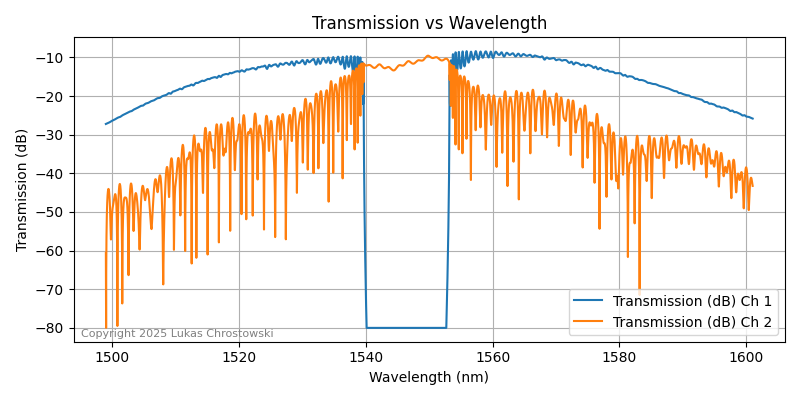 Transmission vs Wavelength
Transmission (dB)
−10
−20
−30
−40
−50
−60
−70
−80
Transmission (dB) Ch 1
Transmission (dB) Ch 2
Copyright 2025 Lukas Chrostowski
1500 1520 1540 1560 1580 1600
Wavelength (nm)